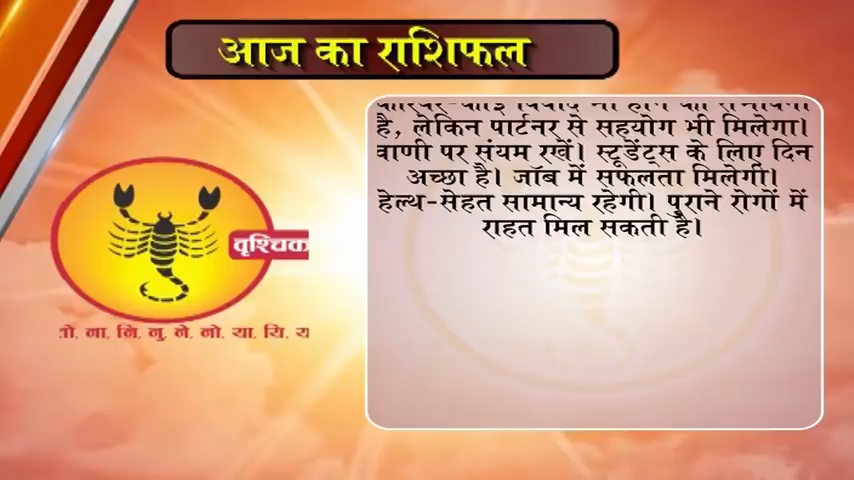 आज का राशिफल
है, लेकिन पार्टनर से सहयोग भी मिलेगा।
वाणी पर संयम रखें। स्टूडेंट्स के लिए दिन
अच्छा है। जॉब में सफलता मिलेगी।
हेल्थ-सेहत सामान्य रहेगी। पुराने रोगों में
राहत मिल सकती है।
वृश्चिक
ना, नि, नु, ने, नो, या, यि,